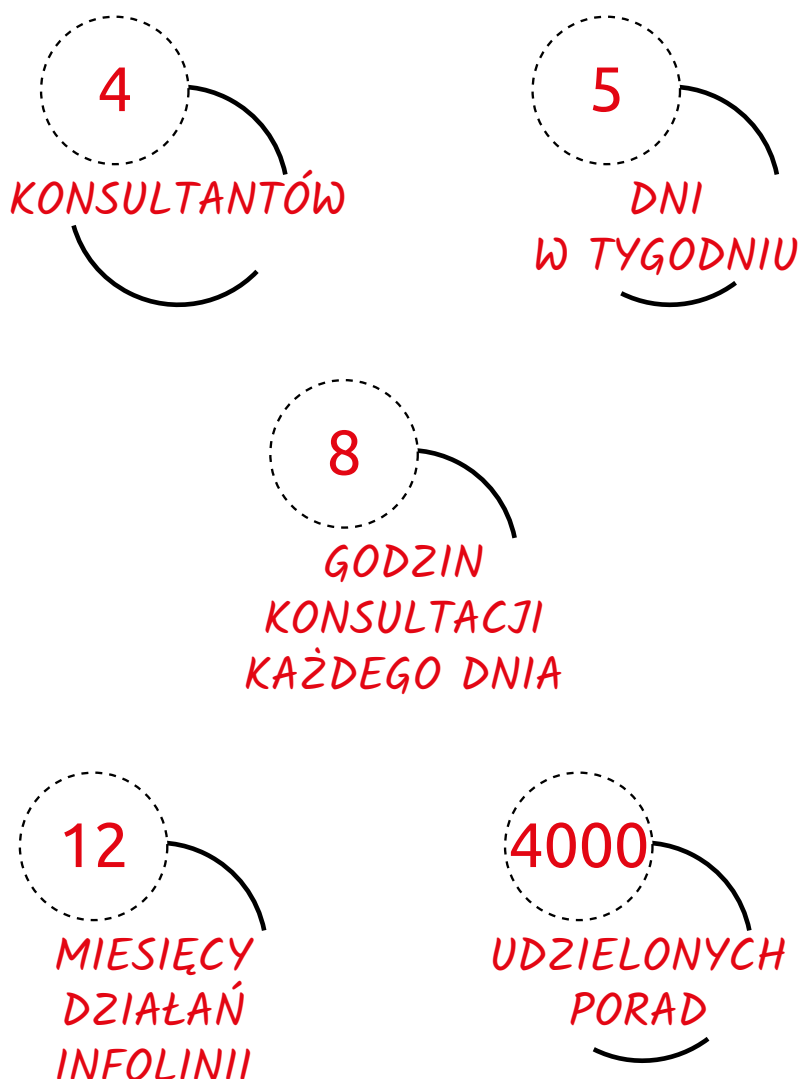 4
KONSULTANTÓW
5
DNI
W TYGODNIU
8
GODZIN
KONSULTACJI
KAŻDEGO DNIA
12
MIESIĘCY
DZIAŁAŃ
INFOLINII
4000
UDZIELONYCH
PORAD